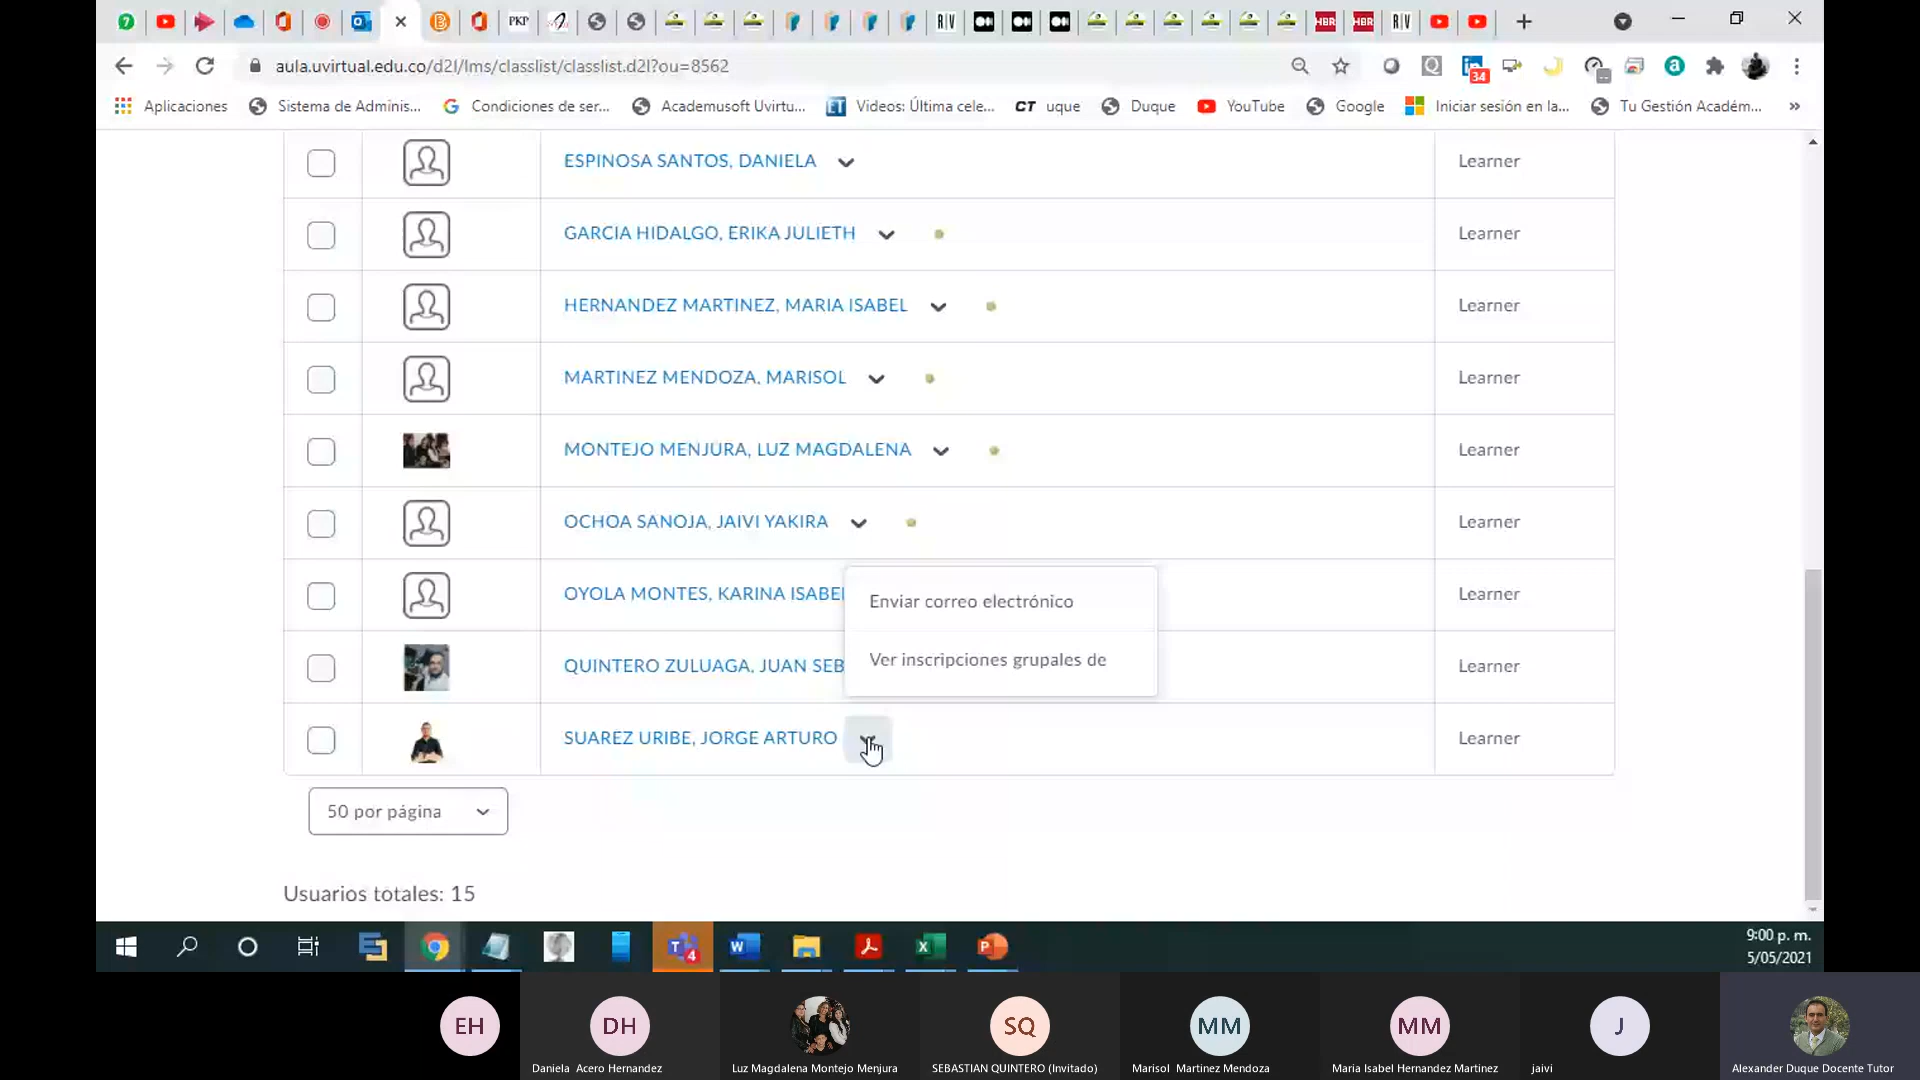 aula.uvirtual.edu.co/d2l/lms/classlist/classlist.d2l?ou=8562
Aplicaciones Sistema de Adminis... Condiciones de ser... Academusoft Uvirtu... Videos: Última cele... uque Duque YouTube Google Iniciar sesión en la... Tu Gestión Académ... »
ESPINOSA SANTOS, DANIELA Learner
GARCIA HIDALGO, ERIKA JULIETH Learner
HERNANDEZ MARTINEZ, MARIA ISABEL Learner
MARTINEZ MENDOZA, MARISOL Learner
MONTEJO MENJURA, LUZ MAGDALENA Learner
OCHOA SANOJA, JAIVI YAKIRA Learner
OYOLA MONTES, KARINA ISABEL Learner
Enviar correo electrónico
Ver inscripciones grupales de
QUINTERO ZULUAGA, JUAN SEB Learner
SUAREZ URIBE, JORGE ARTURO Learner
50 por página
Usuarios totales: 15
9:00 p. m.
5/05/2021
EH DH SQ MM MM J
Daniela Acero Hernandez Luz Magdalena Montejo Menjura SEBASTIAN QUINTERO (Invitado) Marisol Martinez Mendoza Maria Isabel Hernandez Martinez jaivi Alexander Duque Docente Tutor